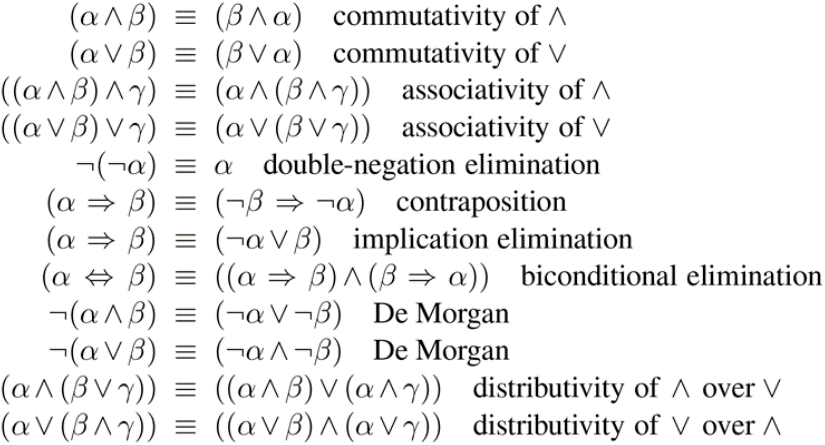 (α ∧ β) ≡ (β ∧ α) commutativity of ∧
(α ∨ β) ≡ (β ∨ α) commutativity of ∨
((α ∧ β) ∧ γ) ≡ (α ∧ (β ∧ γ)) associativity of ∧
((α ∨ β) ∨ γ) ≡ (α ∨ (β ∨ γ)) associativity of ∨
¬(¬α) ≡ α double-negation elimination
(α ⇒ β) ≡ (¬β ⇒ ¬α) contraposition
(α ⇒ β) ≡ (¬α ∨ β) implication elimination
(α ⇔ β) ≡ ((α ⇒ β) ∧ (β ⇒ α)) biconditional elimination
¬(α ∧ β) ≡ (¬α ∨ ¬β) De Morgan
¬(α ∨ β) ≡ (¬α ∧ ¬β) De Morgan
(α ∧ (β ∨ γ)) ≡ ((α ∧ β) ∨ (α ∧ γ)) distributivity of ∧ over ∨
(α ∨ (β ∧ γ)) ≡ ((α ∨ β) ∧ (α ∨ γ)) distributivity of ∨ over ∧